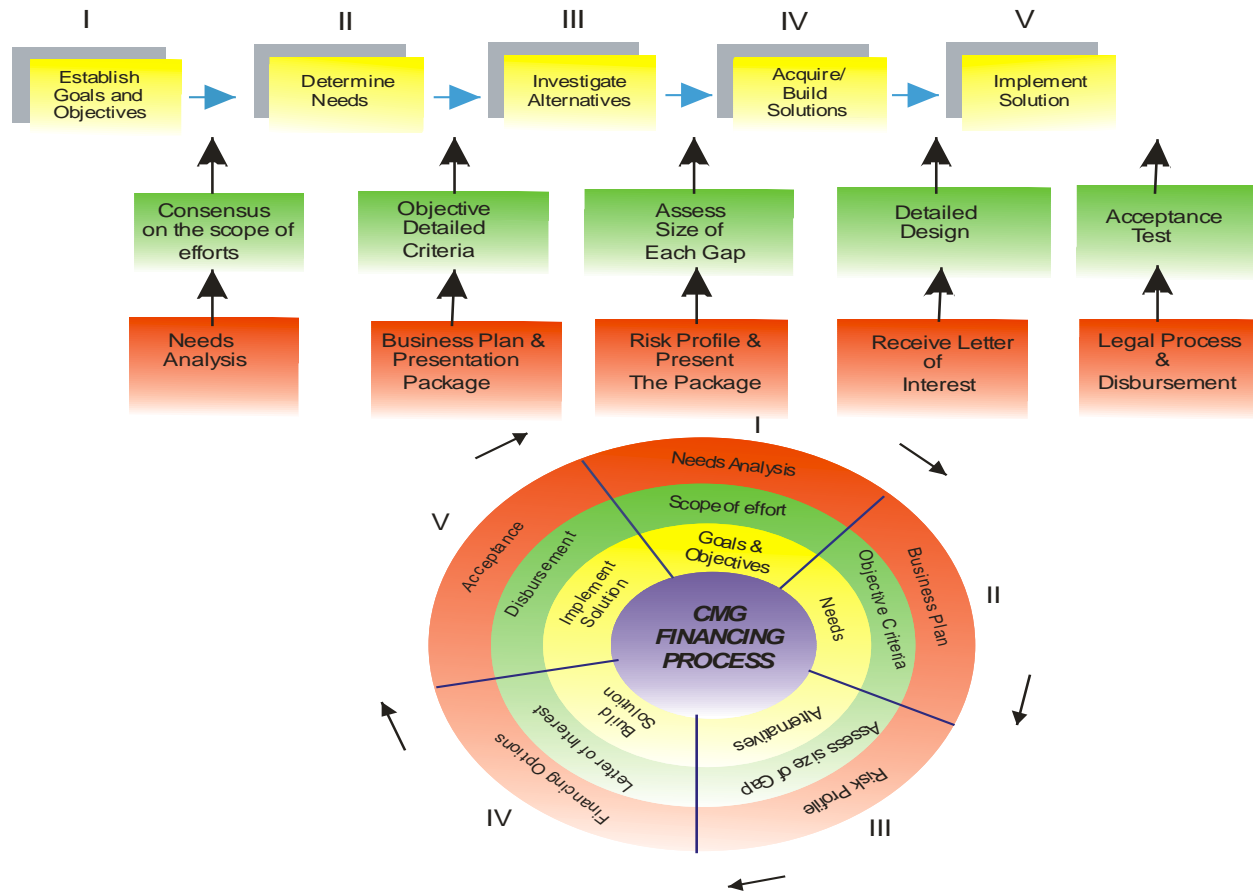 I
II
III
IV
V
Establish
Goals and
Objectives
Determine
Needs
Investigate
Alternatives
Acquire/
Build
Solutions
Implement
Solution
Consensus
on the scope of
efforts
Objective
Detailed
Criteria
Assess
Size of
Each Gap
Detailed
Design
Acceptance
Test
Needs
Analysis
Business Plan &
Presentation
Package
Risk Profile &
Present
The Package
Receive Letter
of
Interest
Legal Process
&
Disbursement
I
Needs Analysis
Scope of effort
Goals &
Objectives
II
Business Plan
Objective Criteria
Needs
III
Risk Profile
Assess size of Gap
Alternatives
IV
Financing Options
Letter of Interest
Build
Solution
V
Acceptance
Disbursement
Implement
Solution
CMG
FINANCING
PROCESS